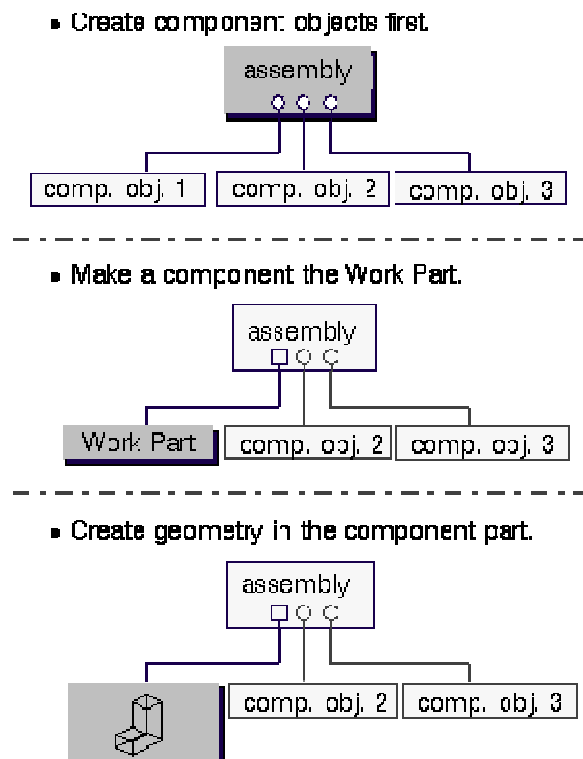 • Create component objects first.
assembly
comp. obj. 1 comp. obj. 2 comp. obj. 3
• Make a component the Work Part.
assembly
Work Part comp. obj. 2 comp. obj. 3
• Create geometry in the component part.
assembly
comp. obj. 2 comp. obj. 3